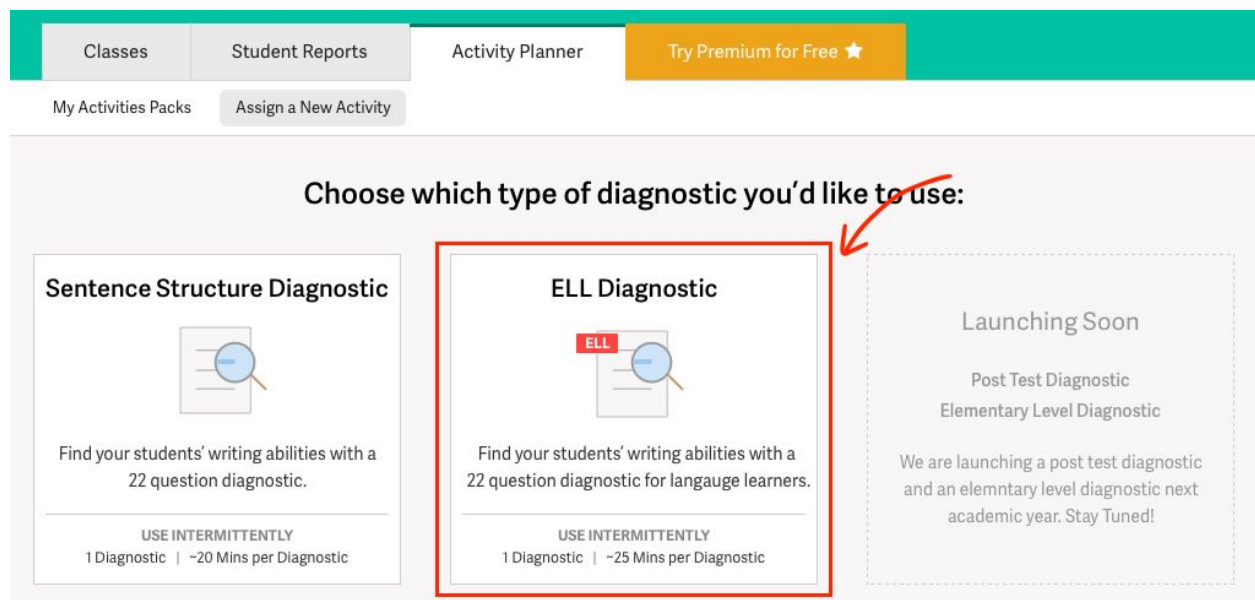 Classes
Student Reports
Activity Planner
Try Premium for Free
My Activities Packs
Assign a New Activity
Choose which type of diagnostic you'd like to use:
Sentence Structure Diagnostic
Find your students' writing abilities with a
22 question diagnostic.
USE INTERMITTENTLY
1 Diagnostic | ~20 Mins per Diagnostic
ELL Diagnostic
ELL
Find your students' writing abilities with a
22 question diagnostic for langauge learners.
USE INTERMITTENTLY
1 Diagnostic | ~25 Mins per Diagnostic
Launching Soon
Post Test Diagnostic
Elementary Level Diagnostic
We are launching a post test diagnostic
and an elemntary level diagnostic next
academic year. Stay Tuned!